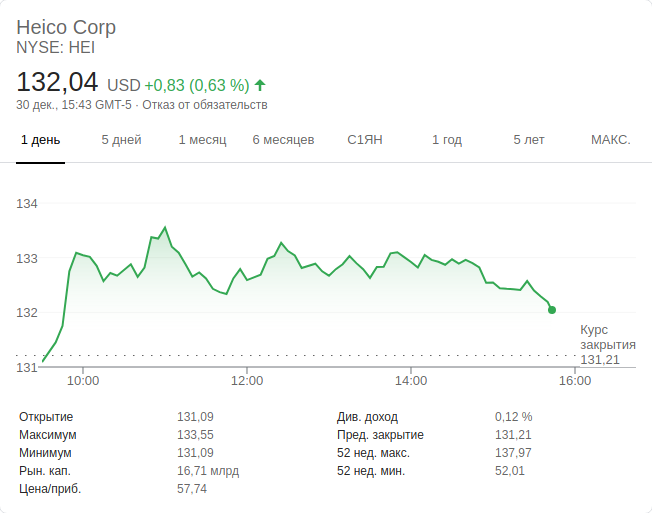 Heico Corp
NYSE: HEI
132,04 USD +0,83 (0,63 %)
30 дек., 15:43 GMT-5 · Отказ от обязательств
1 день 5 дней 1 месяц 6 месяцев С1ЯН 1 год 5 лет МАКС.
134
133
132
Курс
закрытия
131,21
131
10:00 12:00 14:00 16:00
Открытие 131,09 Див. доход 0,12 %
Максимум 133,55 Пред. закрытие 131,21
Минимум 131,09 52 нед. макс. 137,97
Рын. кап. 16,71 млрд 52 нед. мин. 52,01
Цена/приб. 57,74